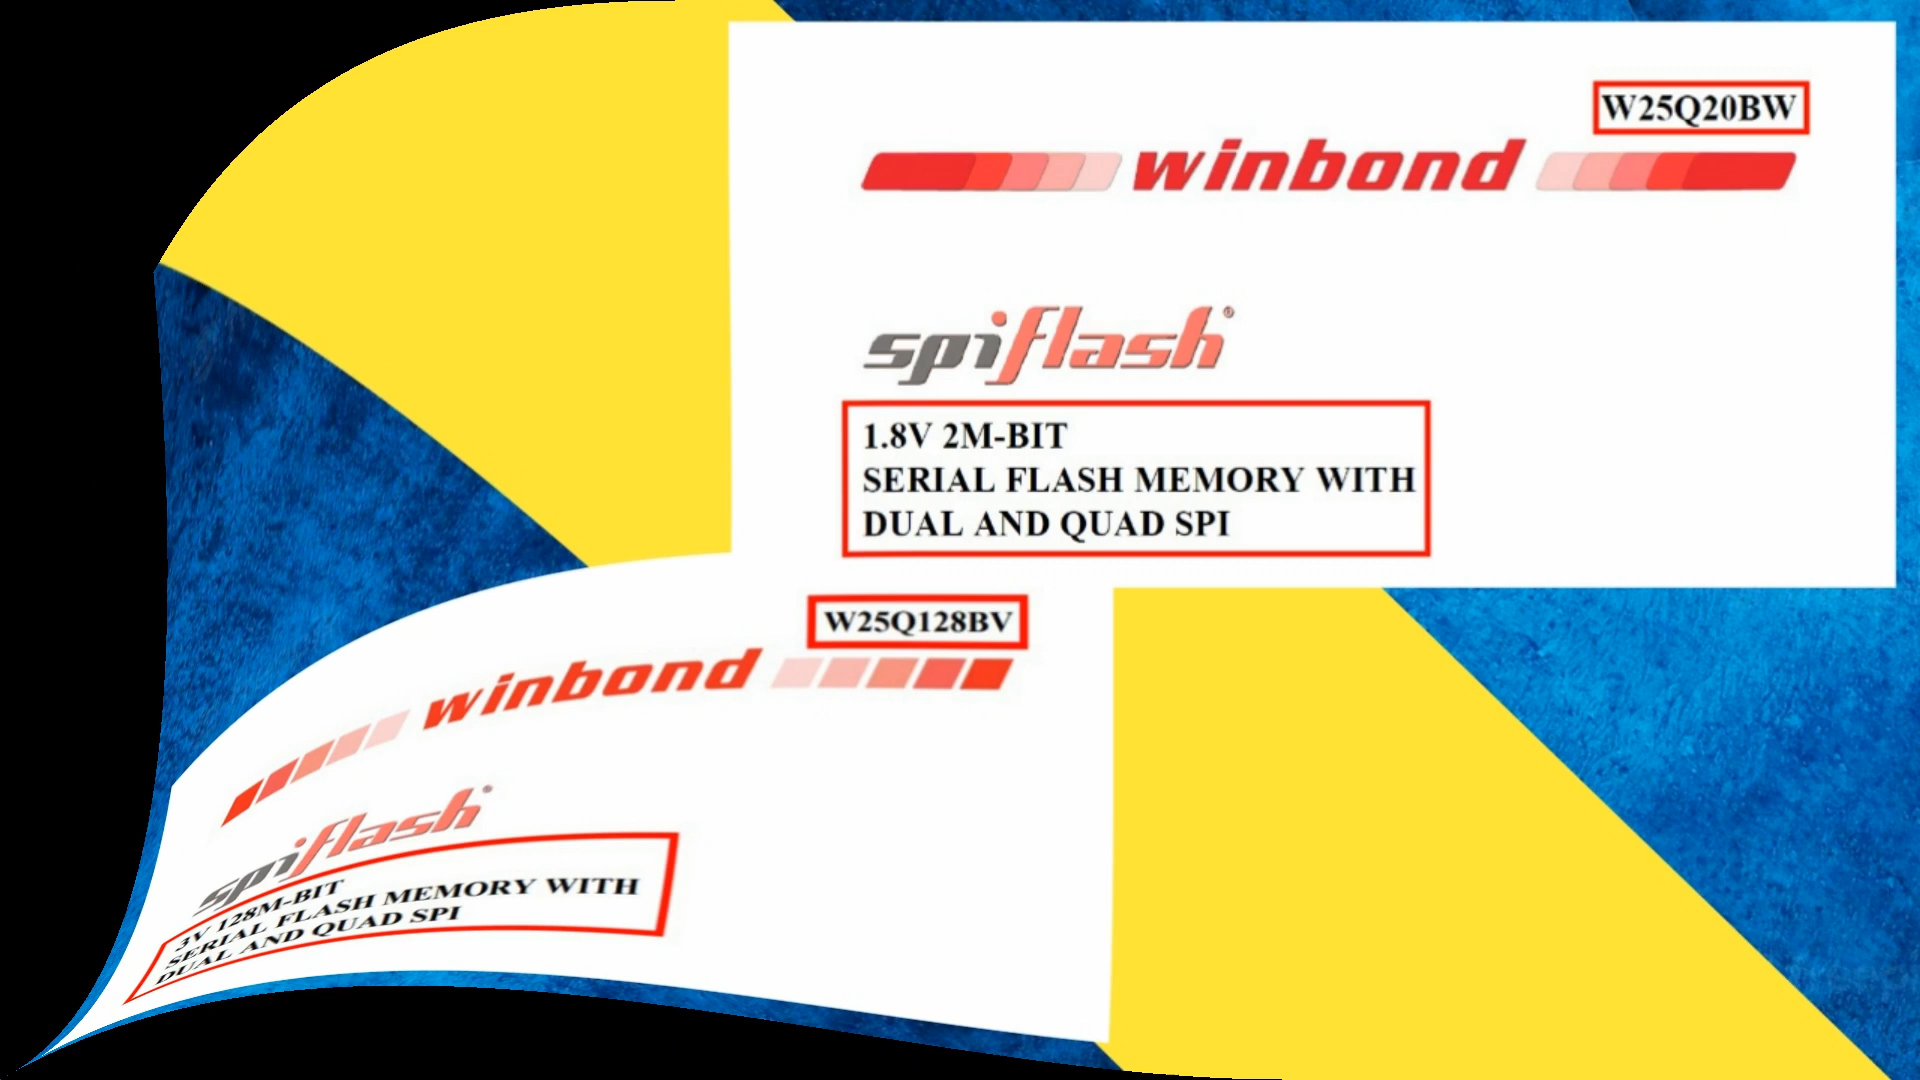 W25Q20BW
winbond
spiflash®
1.8V 2M-BIT
SERIAL FLASH MEMORY WITH
DUAL AND QUAD SPI
W25Q128BV
winbond
spiflash®
3V 128M-BIT
SERIAL FLASH MEMORY WITH
DUAL AND QUAD SPI